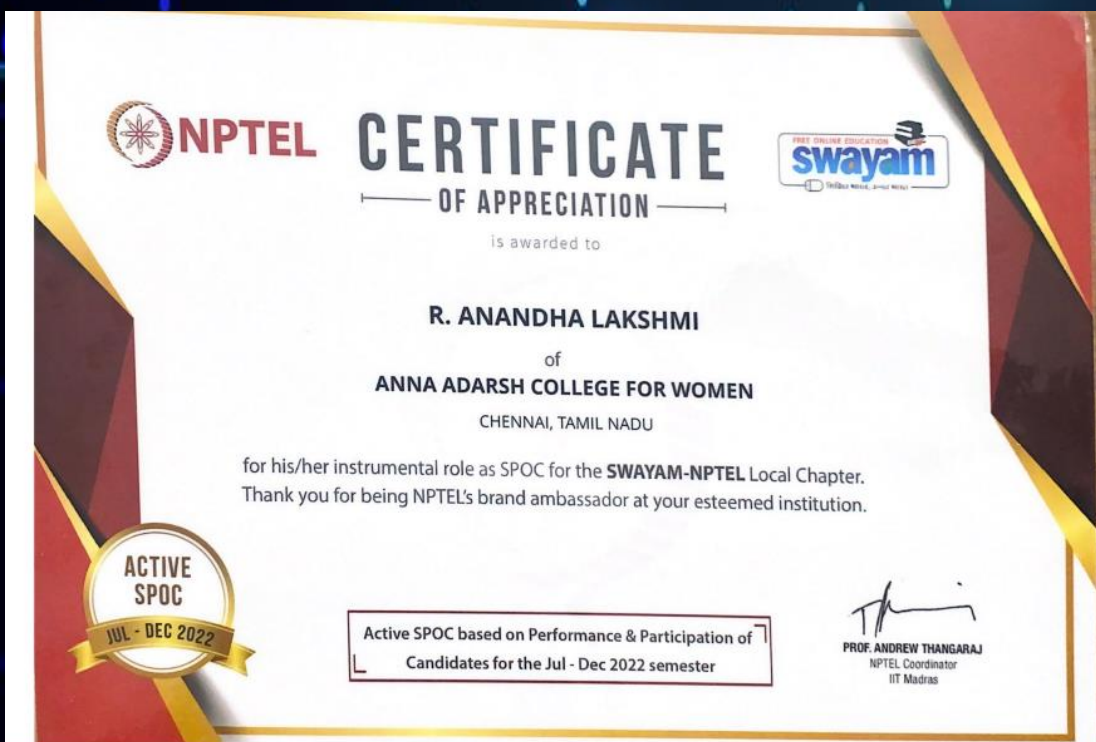 NPTEL
CERTIFICATE
OF APPRECIATION
is awarded to
FREE ONLINE EDUCATION
swayam
R. ANANDHA LAKSHMI
of
ANNA ADARSH COLLEGE FOR WOMEN
CHENNAI, TAMIL NADU
for his/her instrumental role as SPOC for the SWAYAM-NPTEL Local Chapter.
Thank you for being NPTEL's brand ambassador at your esteemed institution.
ACTIVE
SPOC
JUL - DEC 2022
Active SPOC based on Performance & Participation of
Candidates for the Jul - Dec 2022 semester
PROF. ANDREW THANGARAJ
NPTEL Coordinator
IIT Madras